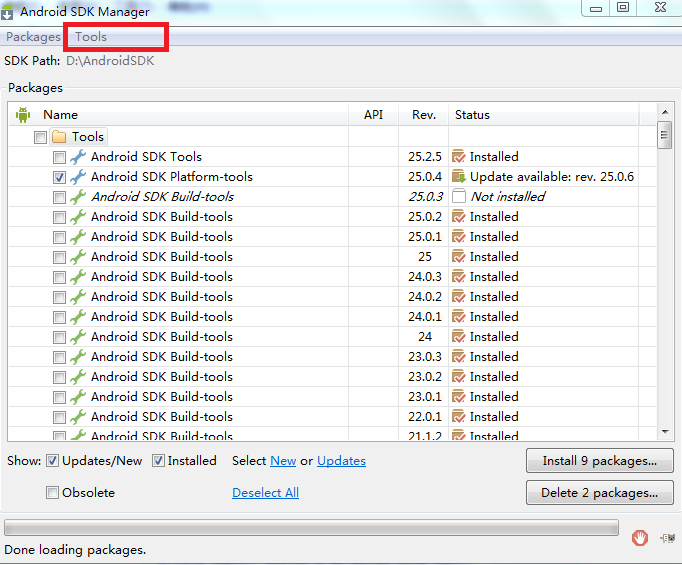 Android SDK Manager
Packages Tools
SDK Path: D:\AndroidSDK
Packages
Name API Rev. Status
Tools
Android SDK Tools 25.2.5 Installed
Android SDK Platform-tools 25.0.4 Update available: rev. 25.0.6
Android SDK Build-tools 25.0.3 Not installed
Android SDK Build-tools 25.0.2 Installed
Android SDK Build-tools 25.0.1 Installed
Android SDK Build-tools 25 Installed
Android SDK Build-tools 24.0.3 Installed
Android SDK Build-tools 24.0.2 Installed
Android SDK Build-tools 24.0.1 Installed
Android SDK Build-tools 24 Installed
Android SDK Build-tools 23.0.3 Installed
Android SDK Build-tools 23.0.2 Installed
Android SDK Build-tools 23.0.1 Installed
Android SDK Build-tools 22.0.1 Installed
Android SDK Build-tools 21.1.2 Installed
Show: Updates/New Installed Select New or Updates Install 9 packages...
Obsolete Deselect All Delete 2 packages...
Done loading packages.